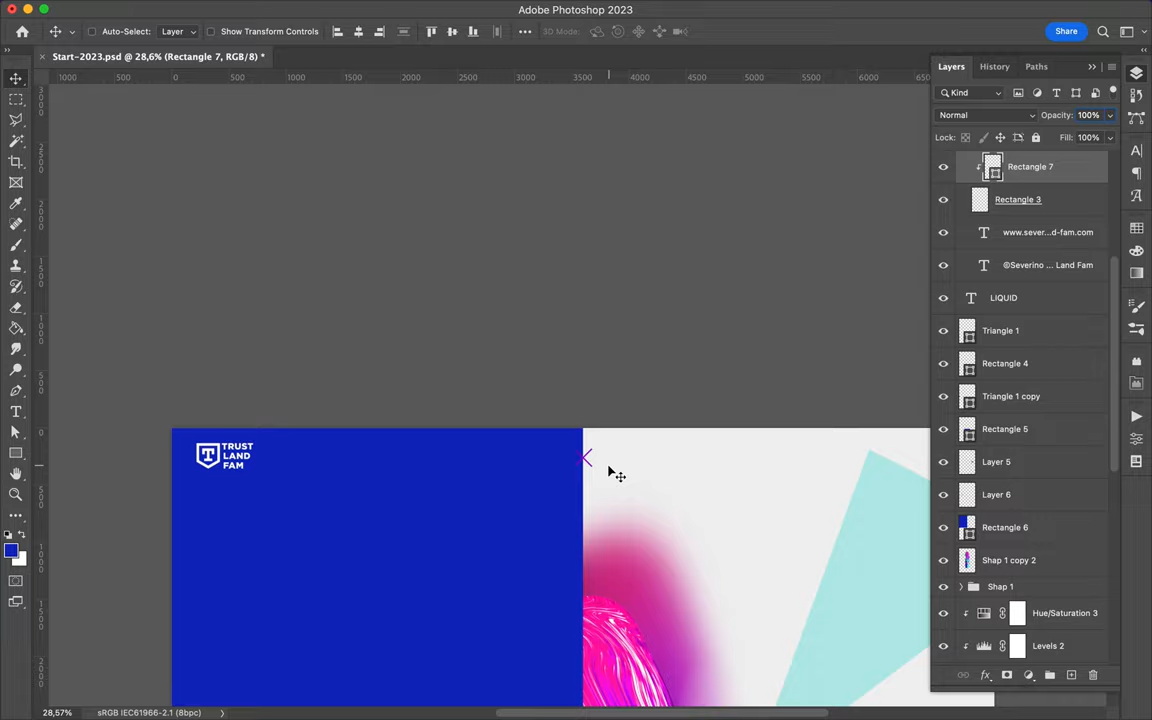 Adobe Photoshop 2023
Auto-Select: Layer Show Transform Controls 3D Mode: Share
Start-2023.psd @ 28,6% (Rectangle 7, RGB/8) *
1000 500 0 500 1000 1500 2000 2500 3000 3500 4000 4500 5000 5500 6000
Layers History Paths
Kind
Normal Opacity: 100%
Lock: Fill: 100%
Rectangle 7
Rectangle 3
www.sever...d-fam.com
@Severino ... Land Fam
LIQUID
Triangle 1
Rectangle 4
Triangle 1 copy
Rectangle 5
Layer 5
Layer 6
Rectangle 6
Shap 1 copy 2
Shap 1
Hue/Saturation 3
Levels 2
TRUST
LAND
FAM
28,57% sRGB IEC61966-2.1 (8bpc)